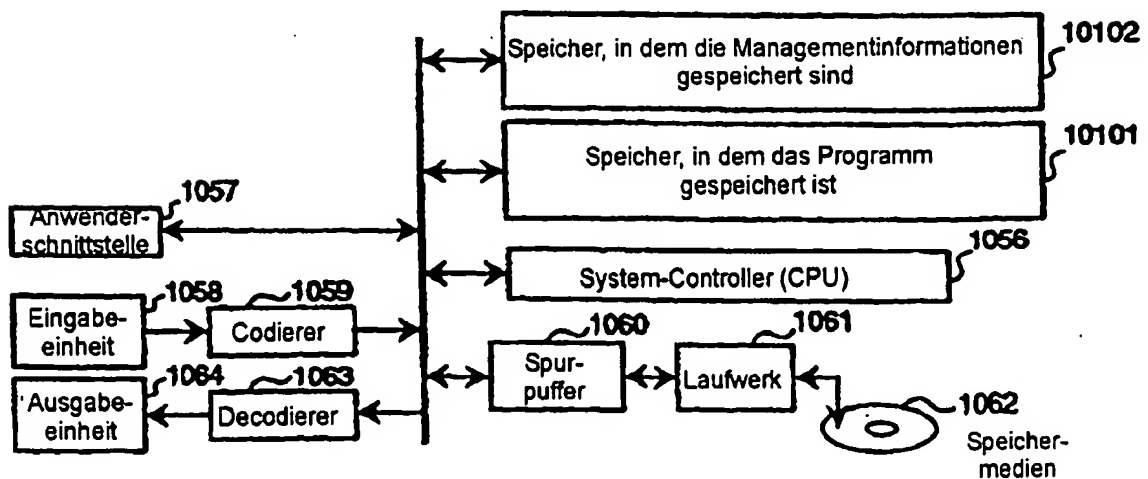 10102
Speicher, in dem die Managementinformationen
gespeichert sind
10101
Speicher, in dem das Programm
gespeichert ist
1057
Anwender-
schnittstelle
1056
System-Controller (CPU)
1058
Eingabe-
einheit
1059
Codierer
1060
Spur-
puffer
1061
Laufwerk
1064
Ausgabe-
einheit
1063
Decodierer
1062
Speicher-
medien